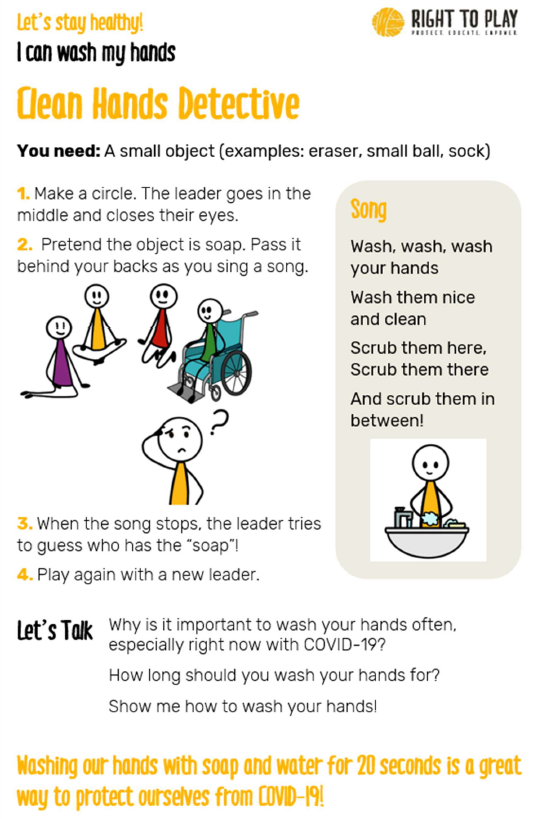 Let's stay healthy!
RIGHT TO PLAY
PROTECT. EDUCATE. EMPOWER.
I can wash my hands
Clean Hands Detective
You need: A small object (examples: eraser, small ball, sock)
1. Make a circle. The leader goes in the
middle and closes their eyes.
2. Pretend the object is soap. Pass it
behind your backs as you sing a song.
?
3. When the song stops, the leader tries
to guess who has the "soap"!
4. Play again with a new leader.
Song
Wash, wash, wash
your hands
Wash them nice
and clean
Scrub them here,
Scrub them there
And scrub them in
between!
Let's Talk
Why is it important to wash your hands often,
especially right now with COVID-19?
How long should you wash your hands for?
Show me how to wash your hands!
Washing our hands with soap and water for 20 seconds is a great
way to protect ourselves from COVID-19!